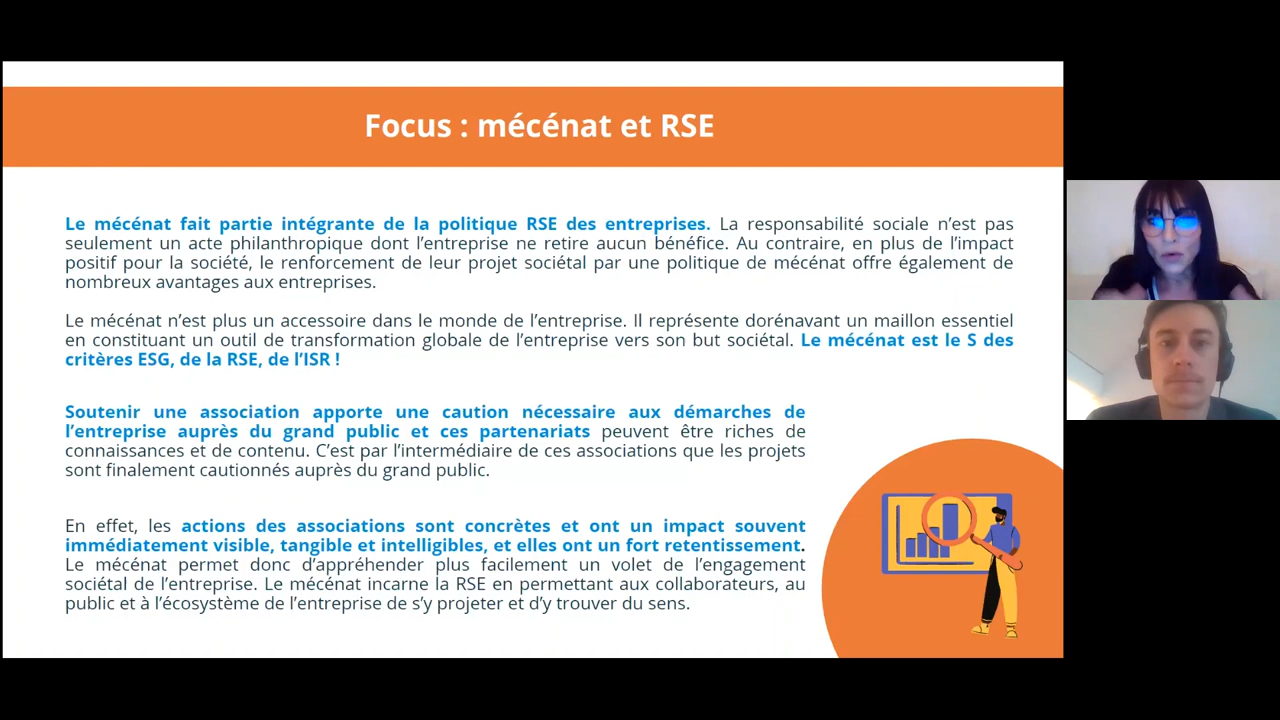 Focus : mécénat et RSE
Le mécénat fait partie intégrante de la politique RSE des entreprises. La responsabilité sociale n’est pas
seulement un acte philanthropique dont l’entreprise ne retire aucun bénéfice. Au contraire, en plus de l’impact
positif pour la société, le renforcement de leur projet sociétal par une politique de mécénat offre également de
nombreux avantages aux entreprises.
Le mécénat n’est plus un accessoire dans le monde de l’entreprise. Il représente dorénavant un maillon essentiel
en constituant un outil de transformation globale de l’entreprise vers son but sociétal. Le mécénat est le S des
critères ESG, de la RSE, de l’ISR !
Soutenir une association apporte une caution nécessaire aux démarches de
l’entreprise auprès du grand public et ces partenariats peuvent être riches de
connaissances et de contenu. C’est par l’intermédiaire de ces associations que les projets
sont finalement cautionnés auprès du grand public.
En effet, les actions des associations sont concrètes et ont un impact souvent
immédiatement visible, tangible et intelligibles, et elles ont un fort retentissement.
Le mécénat permet donc d’appréhender plus facilement un volet de l’engagement
sociétal de l’entreprise. Le mécénat incarne la RSE en permettant aux collaborateurs, au
public et à l’écosystème de l’entreprise de s’y projeter et d’y trouver du sens.